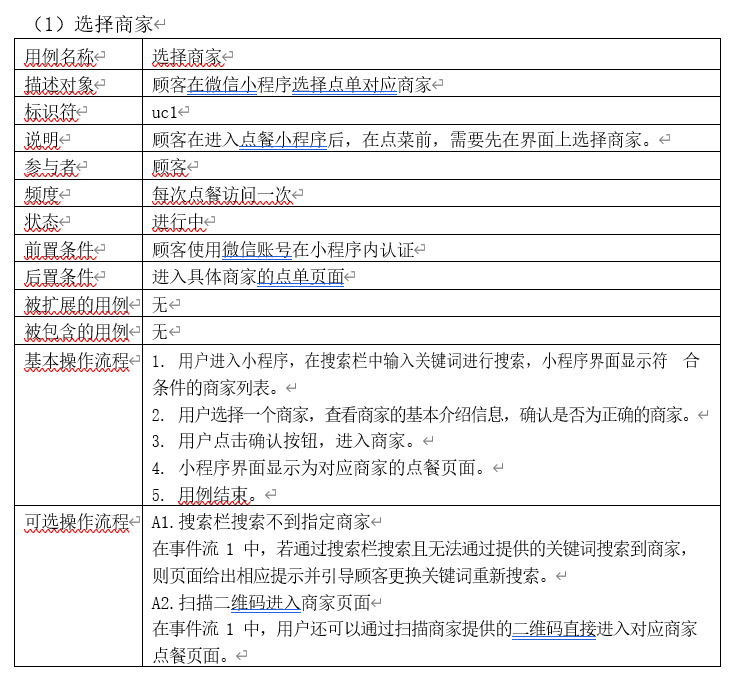 （1）选择商家
用例名称 选择商家
描述对象 顾客在微信小程序选择点单对应商家
标识符 uc1
说明 顾客在进入点餐小程序后，在点菜前，需要先在界面上选择商家。
参与者 顾客
频度 每次点餐访问一次
状态 进行中
前置条件 顾客使用微信账号在小程序内认证
后置条件 进入具体商家的点单页面
被扩展的用例 无
被包含的用例 无
基本操作流程 1. 用户进入小程序，在搜索栏中输入关键词进行搜索，小程序界面显示符 合
条件的商家列表。
2. 用户选择一个商家，查看商家的基本介绍信息，确认是否为正确的商家。
3. 用户点击确认按钮，进入商家。
4. 小程序界面显示为对应商家的点餐页面。
5. 用例结束。
可选操作流程 A1.搜索栏搜索不到指定商家
在事件流 1 中，若通过搜索栏搜索且无法通过提供的关键词搜索到商家，
则页面给出相应提示并引导顾客更换关键词重新搜索。
A2.扫描二维码进入商家页面
在事件流 1 中，用户还可以通过扫描商家提供的二维码直接进入对应商家
点餐页面。